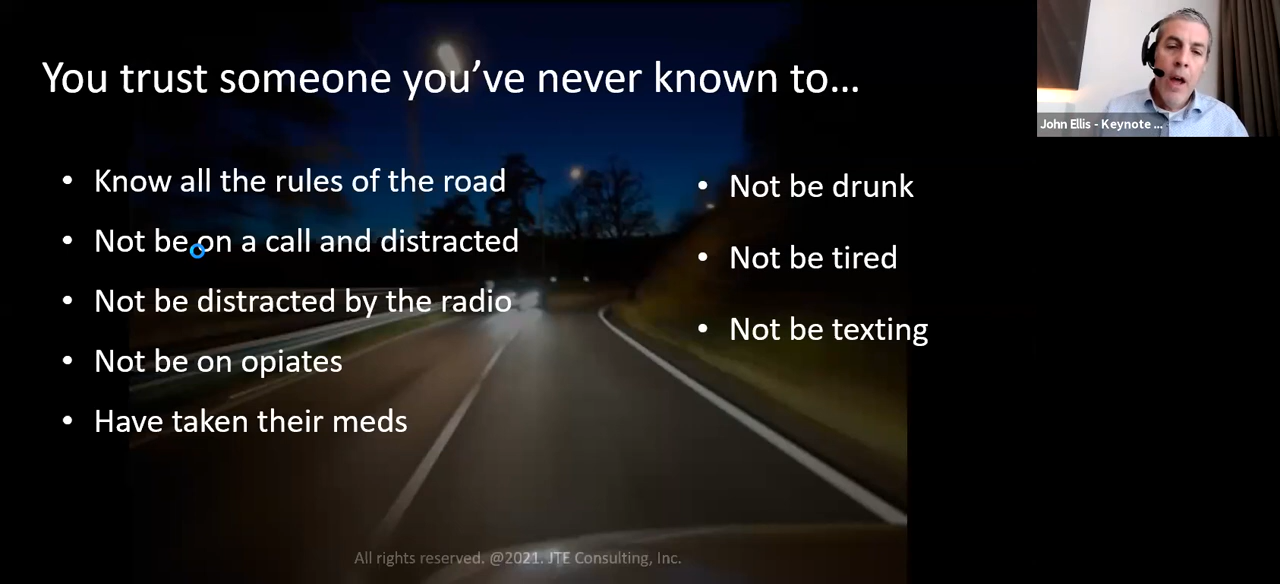 You trust someone you’ve never known to…
• Know all the rules of the road
• Not be on a call and distracted
• Not be distracted by the radio
• Not be on opiates
• Have taken their meds
• Not be drunk
• Not be tired
• Not be texting
John Ellis - Keynote ...
All rights reserved. @2021. JTE Consulting, Inc.